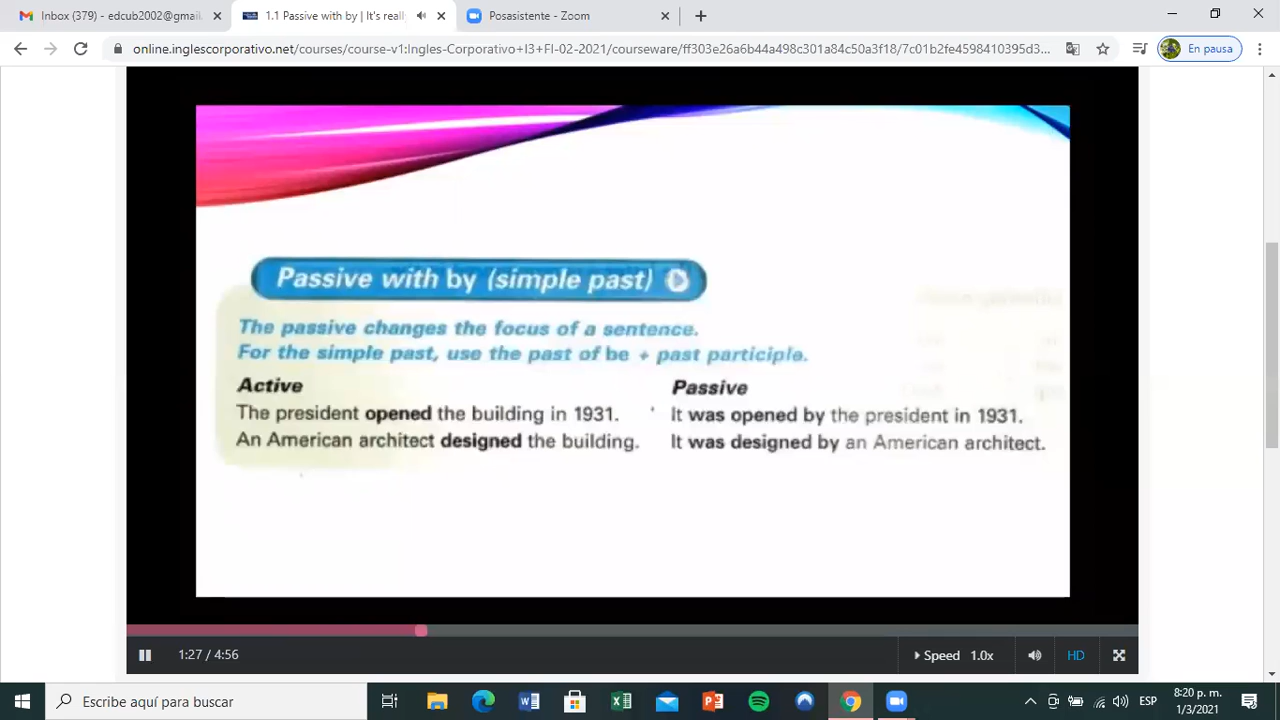 Inbox (379) - edcub2002@gmai
1.1 Passive with by | It's reall
Posasistente - Zoom
online.inglescorporativo.net/courses/course-v1:Ingles-Corporativo+I3+FI-02-2021/courseware/ff303e26a6b44a498c301a84c50a3f18/7c01b2fe4598410395d3...
En pausa
Passive with by (simple past)
The passive changes the focus of a sentence.
For the simple past, use the past of be + past participle.
Active Passive
The president opened the building in 1931. It was opened by the president in 1931.
An American architect designed the building. It was designed by an American architect.
1:27 / 4:56 Speed 1.0x HD
Escribe aquí para buscar
ESP
8:20 p. m.
1/3/2021